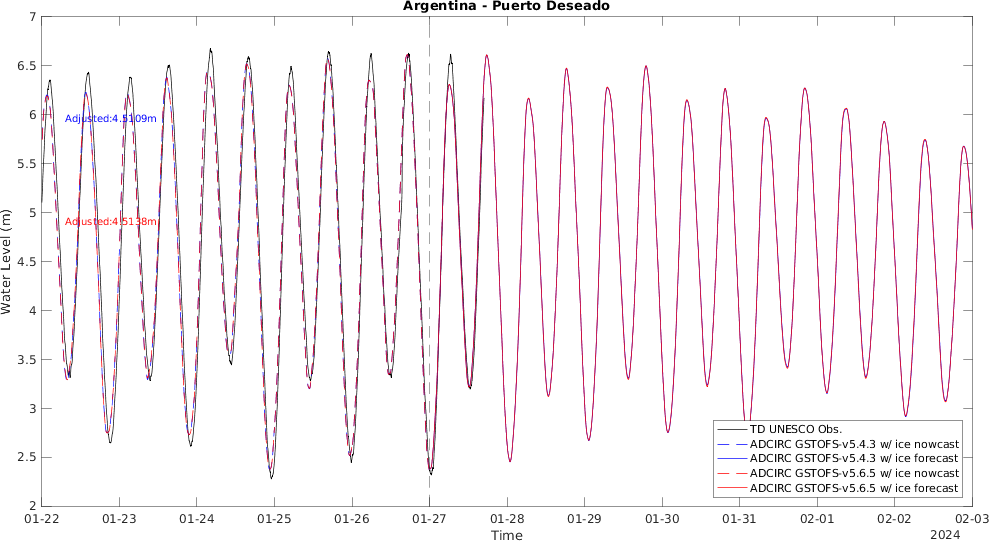 Argentina - Puerto Deseado
7
6.5
6
5.5
5
4.5
4
3.5
3
2.5
2
Water Level (m)
Adjusted:4.5109m
Adjusted:4.5138m
TD UNESCO Obs.
ADCIRC GSTOFS-v5.4.3 w/ ice nowcast
ADCIRC GSTOFS-v5.4.3 w/ ice forecast
ADCIRC GSTOFS-v5.6.5 w/ ice nowcast
ADCIRC GSTOFS-v5.6.5 w/ ice forecast
01-22 01-23 01-24 01-25 01-26 01-27 01-28 01-29 01-30 01-31 02-01 02-02 02-03
Time
2024